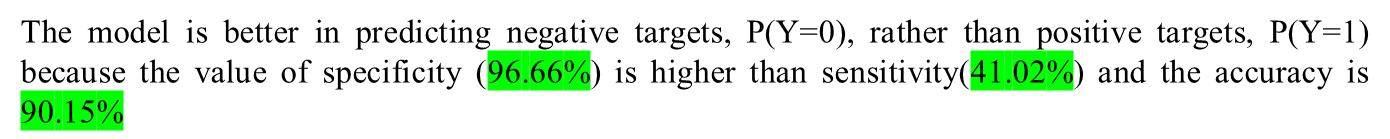 The model is better in predicting negative targets, P(Y=0), rather than positive targets, P(Y=1)
because the value of specificity (96.66%) is higher than sensitivity(41.02%) and the accuracy is
90.15%